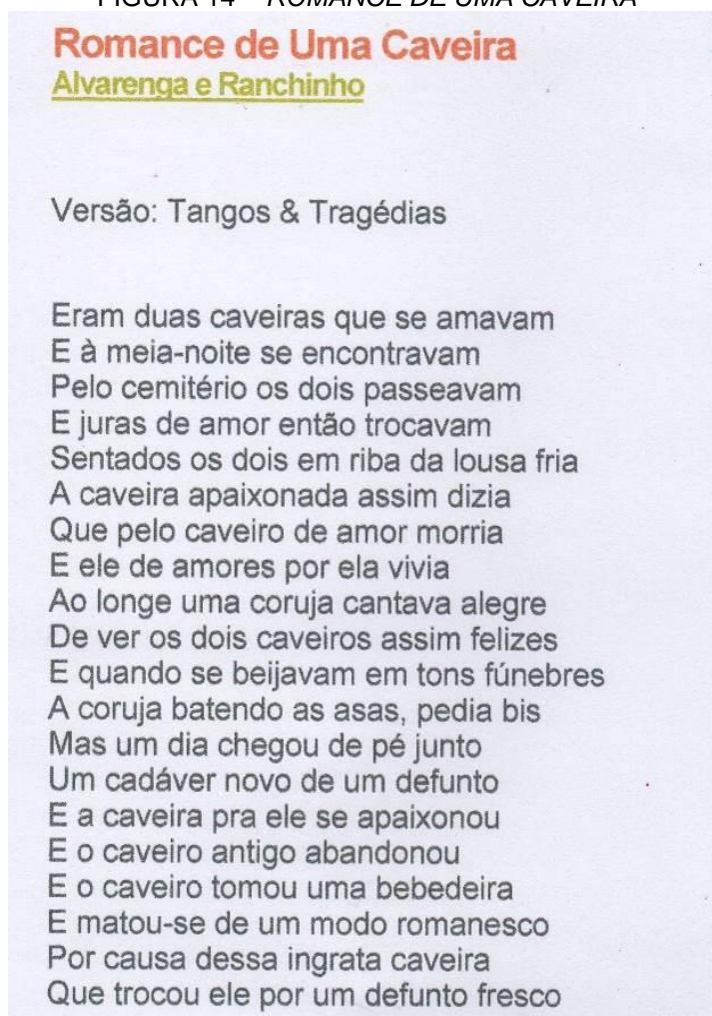 FIGURA 14 – ROMANCE DE UMA CAVEIRA
Romance de Uma Caveira
Alvarenga e Ranchinho
Versão: Tangos & Tragédias
Eram duas caveiras que se amavam
E à meia-noite se encontravam
Pelo cemitério os dois passeavam
E juras de amor então trocavam
Sentados os dois em riba da lousa fria
A caveira apaixonada assim dizia
Que pelo caveiro de amor morria
E ele de amores por ela vivia
Ao longe uma coruja cantava alegre
De ver os dois caveiros assim felizes
E quando se beijavam em tons fúnebres
A coruja batendo as asas, pedia bis
Mas um dia chegou de pé junto
Um cadáver novo de um defunto
E a caveira pra ele se apaixonou
E o caveiro antigo abandonou
E o caveiro tomou uma bebedeira
E matou-se de um modo romanesco
Por causa dessa ingrata caveira
Que trocou ele por um defunto fresco